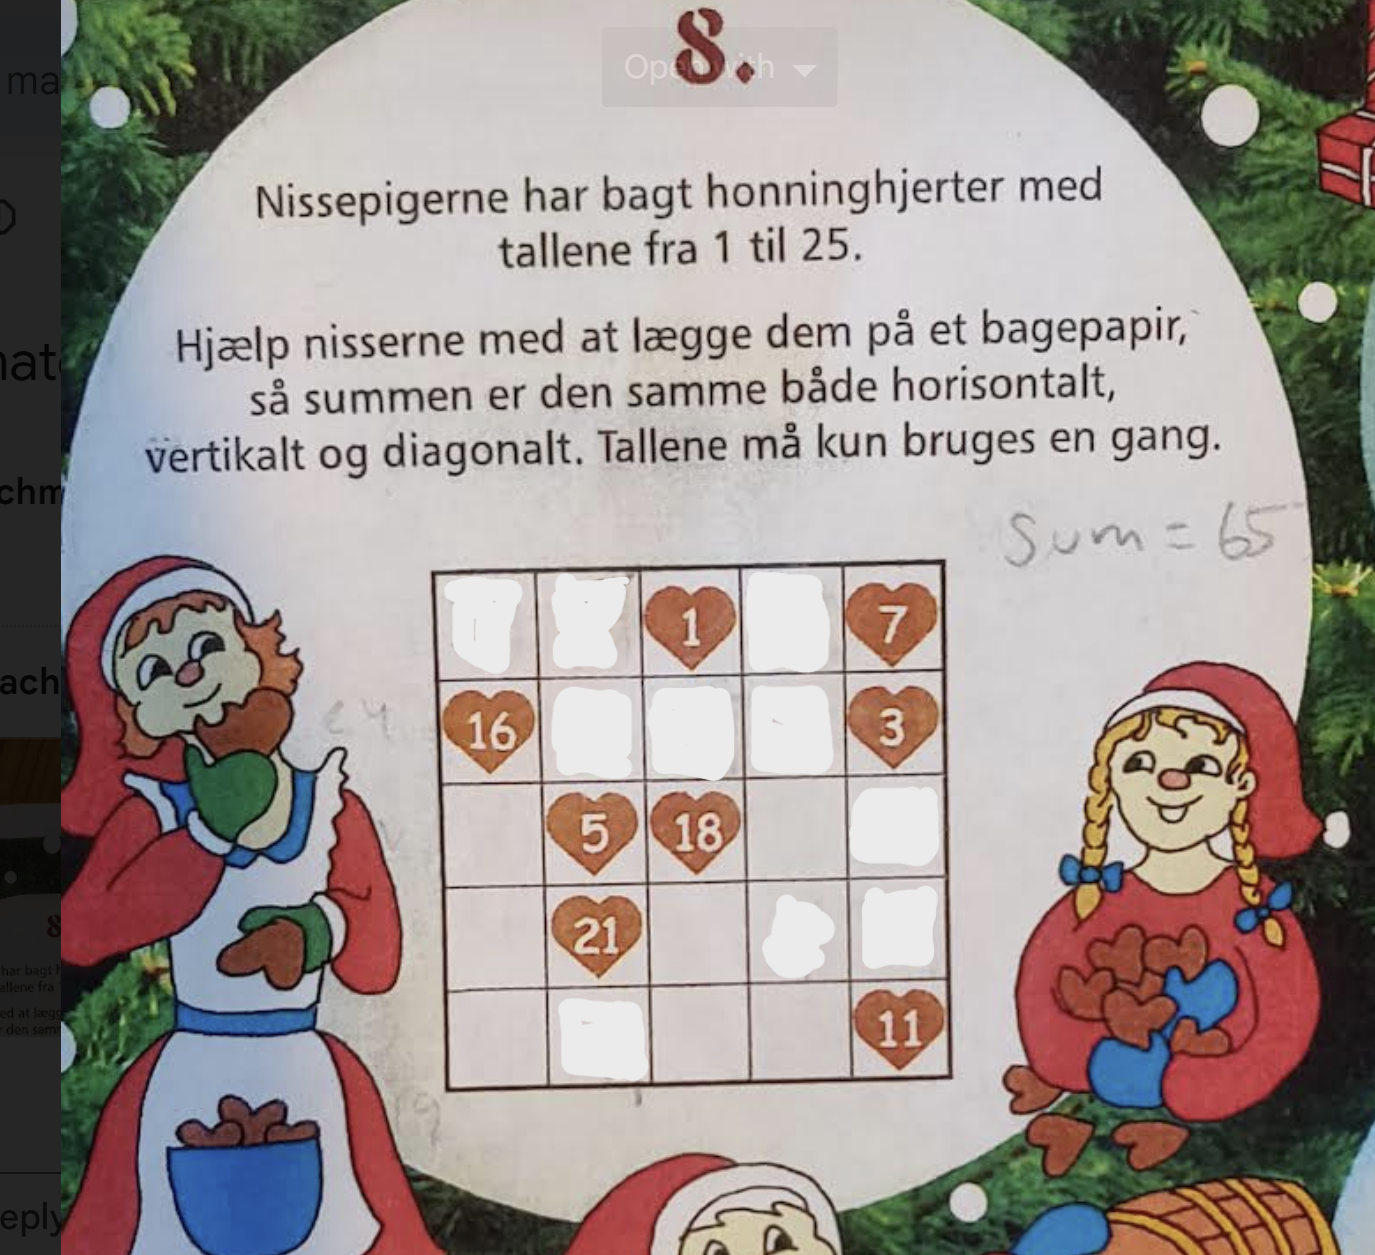 8.
Open with
Nissepigerne har bagt honninghjerter med
tallene fra 1 til 25.
Hjælp nisserne med at lægge dem på et bagepapir,
så summen er den samme både horisontalt,
vertikalt og diagonalt. Tallene må kun bruges en gang.
Sum = 65
1 7
16 3
5 18
21
11